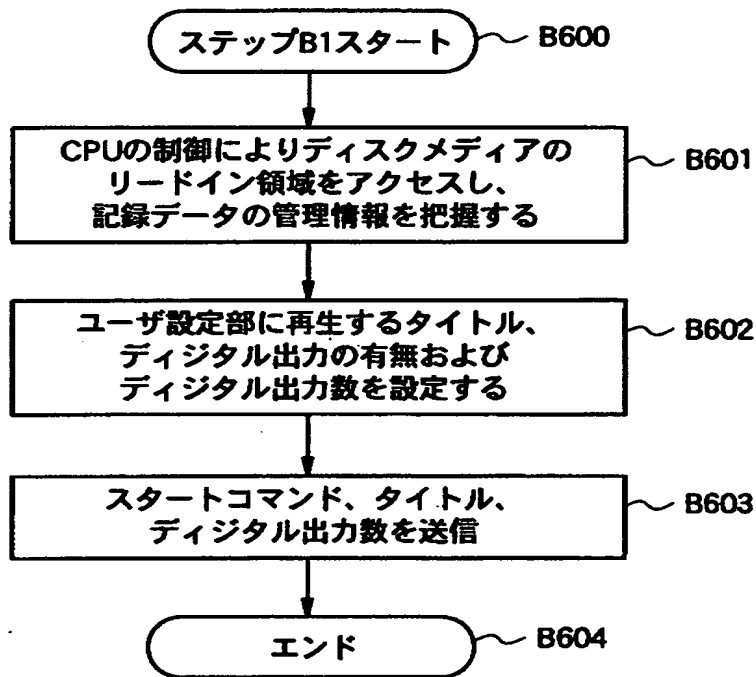 ステップB1スタート
B600
CPUの制御によりディスクメディアの
リードイン領域をアクセスし、
記録データの管理情報を把握する
B601
ユーザ設定部に再生するタイトル、
ディジタル出力の有無および
ディジタル出力数を設定する
B602
スタートコマンド、タイトル、
ディジタル出力数を送信
B603
エンド
B604